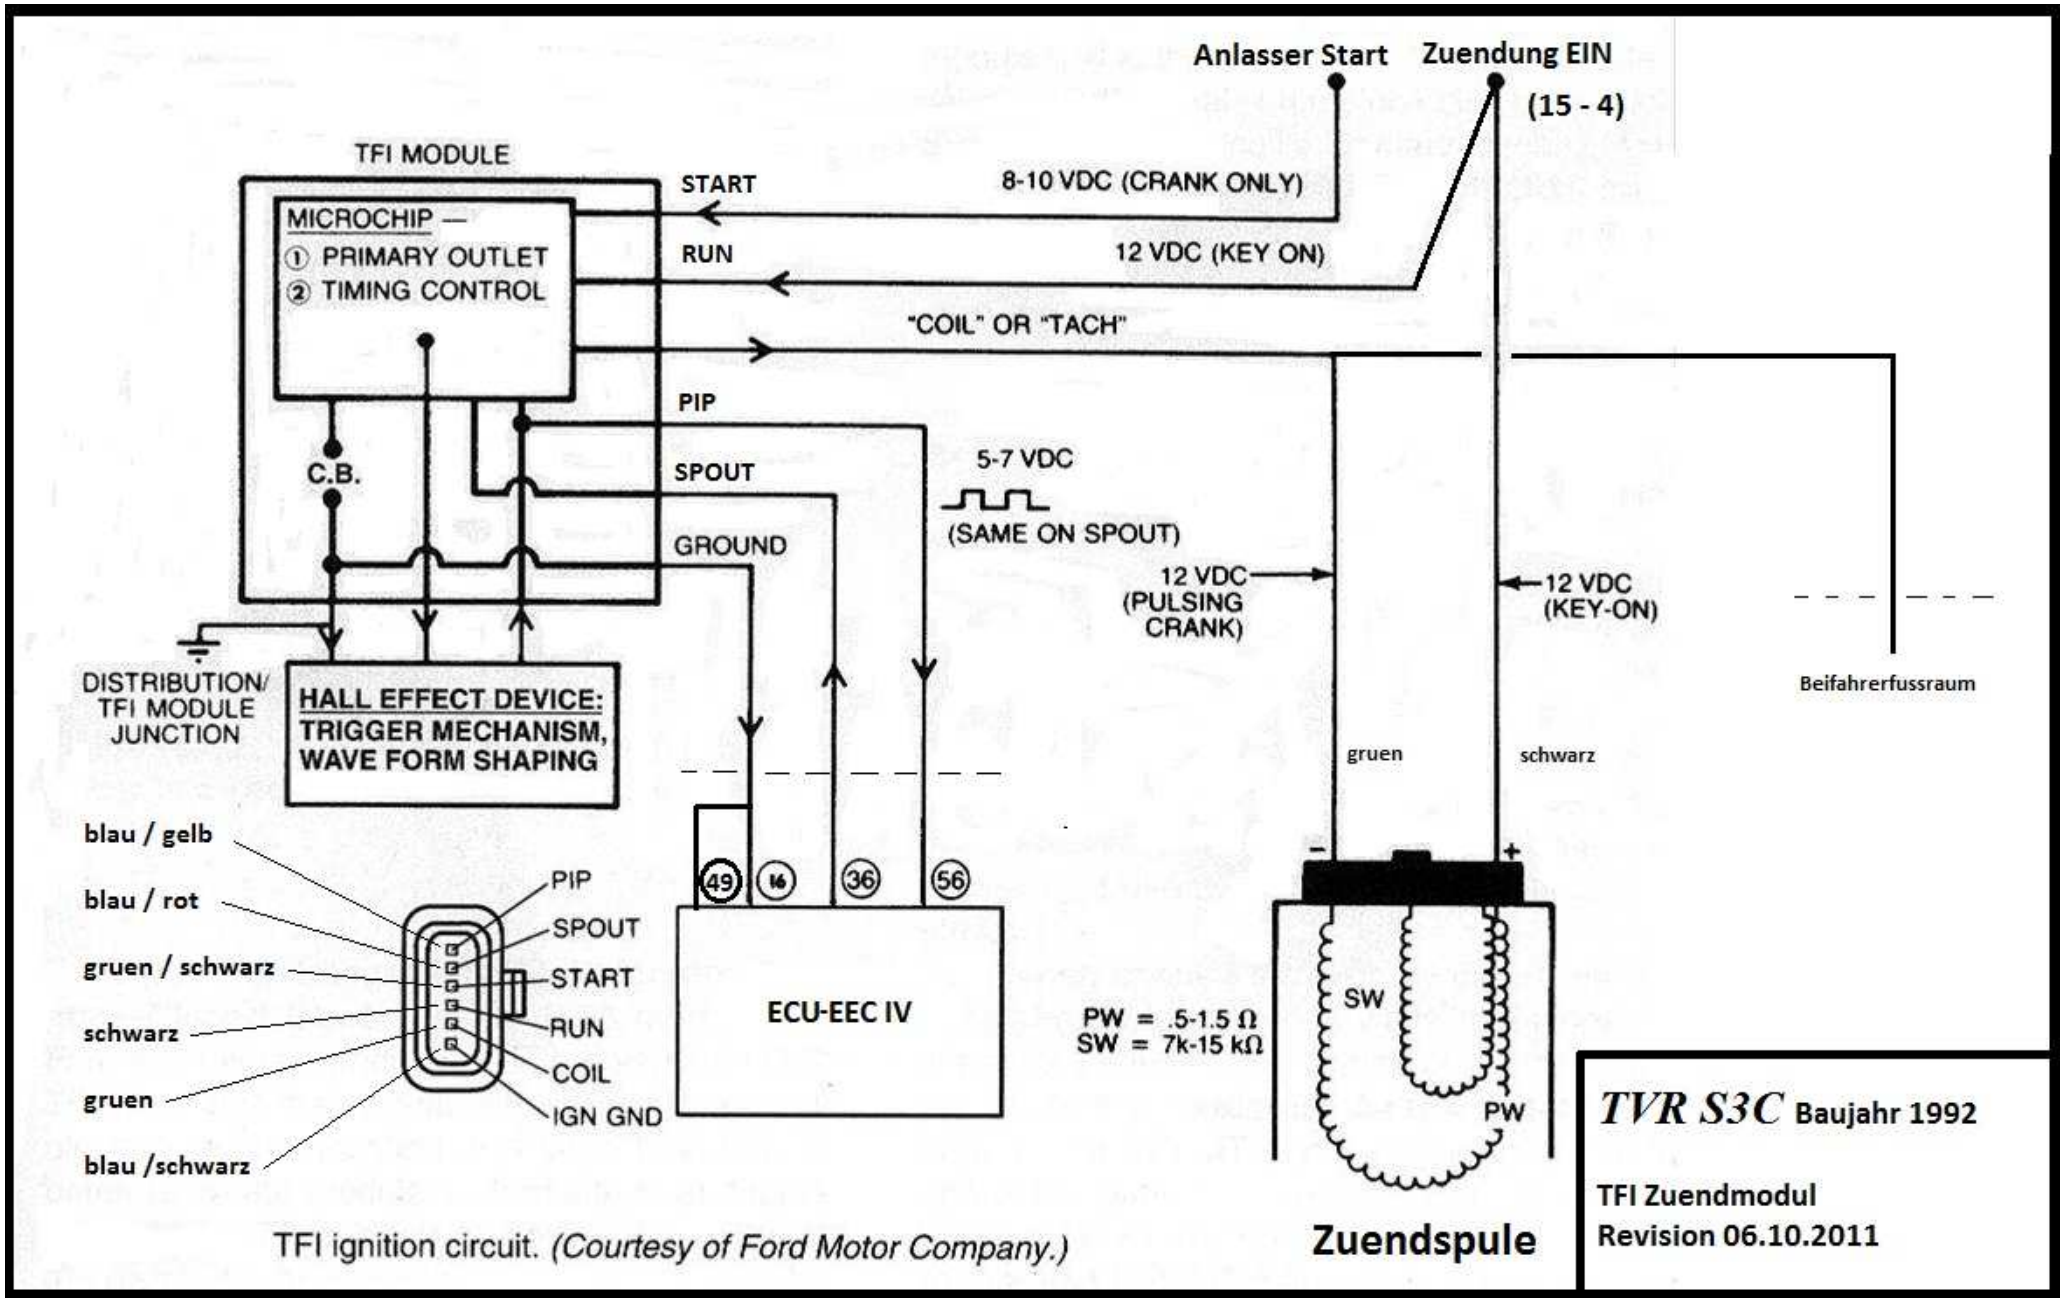 Anlasser Start
Zuendung EIN
(15 - 4)
TFI MODULE
MICROCHIP —
① PRIMARY OUTLET
② TIMING CONTROL
START
8-10 VDC (CRANK ONLY)
RUN
12 VDC (KEY ON)
"COIL" OR "TACH"
PIP
C.B.
SPOUT
5-7 VDC
(SAME ON SPOUT)
GROUND
12 VDC
(PULSING
CRANK)
12 VDC
(KEY-ON)
DISTRIBUTION/
TFI MODULE
JUNCTION
HALL EFFECT DEVICE:
TRIGGER MECHANISM,
WAVE FORM SHAPING
Beifahrerfussraum
gruen
schwarz
blau / gelb
blau / rot
gruen / schwarz
schwarz
gruen
blau /schwarz
PIP
SPOUT
START
RUN
COIL
IGN GND
49
16
36
56
ECU-EEC IV
- +
SW
PW
PW = .5-1.5 Ω
SW = 7k-15 kΩ
Zuendspule
TFI ignition circuit. (Courtesy of Ford Motor Company.)
TVR S3C Baujahr 1992
TFI Zuendmodul
Revision 06.10.2011